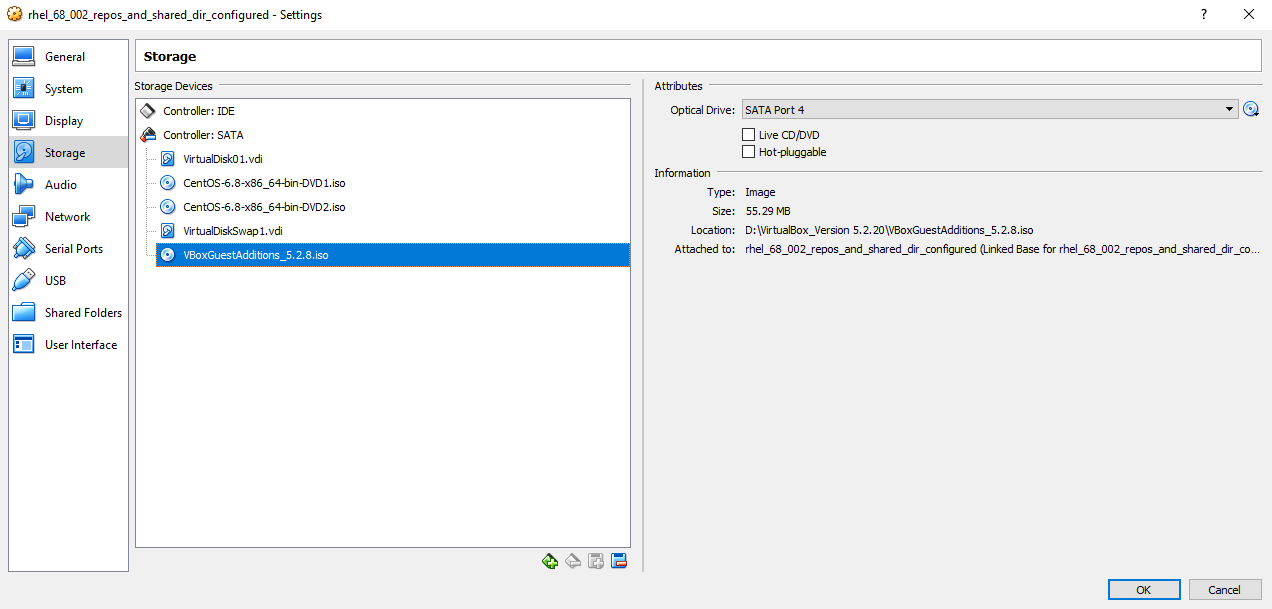 rhel_68_002_repos_and_shared_dir_configured - Settings
?
General
System
Display
Storage
Audio
Network
Serial Ports
USB
Shared Folders
User Interface
Storage
Storage Devices
Controller: IDE
Controller: SATA
VirtualDisk01.vdi
CentOS-6.8-x86_64-bin-DVD1.iso
CentOS-6.8-x86_64-bin-DVD2.iso
VirtualDiskSwap1.vdi
VBoxGuestAdditions_5.2.8.iso
Attributes
Optical Drive: SATA Port 4
Live CD/DVD
Hot-pluggable
Information
Type: Image
Size: 55.29 MB
Location: D:\VirtualBox_Version 5.2.20\VBoxGuestAdditions_5.2.8.iso
Attached to: rhel_68_002_repos_and_shared_dir_configured (Linked Base for rhel_68_002_repos_and_shared_dir_co...
OK Cancel